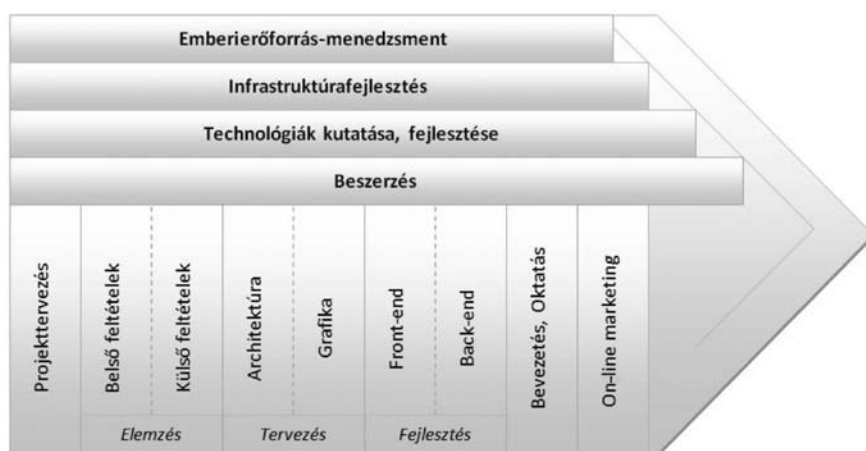 Emberierőforrás-menedzsment
Infrastruktúrafejlesztés
Technológiák kutatása, fejlesztése
Beszerzés
Projekttervezés
Belső feltételek
Külső feltételek
Architektúra
Grafika
Front-end
Back-end
Bevezetés, Oktatás
On-line marketing
Elemzés
Tervezés
Fejlesztés